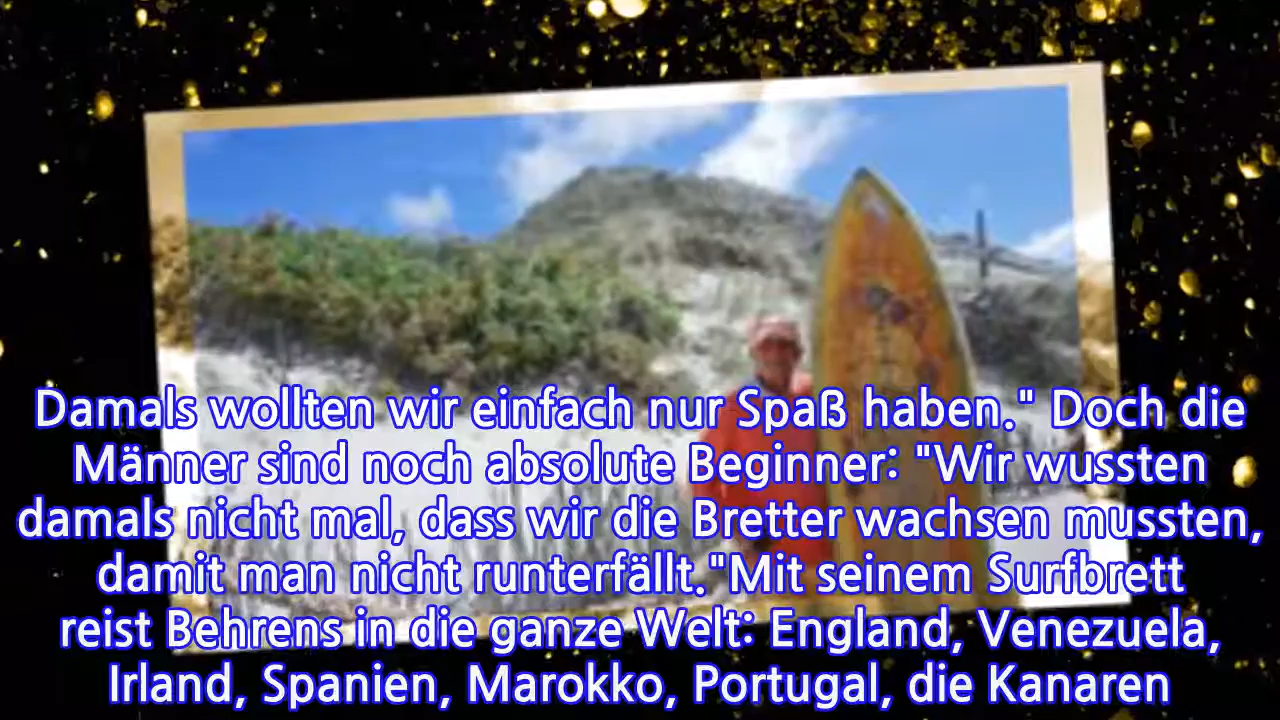 Damals wollten wir einfach nur Spaß haben." Doch die
Männer sind noch absolute Beginner: "Wir wussten
damals nicht mal, dass wir die Bretter wachsen mussten,
damit man nicht runterfällt."Mit seinem Surfbrett
reist Behrens in die ganze Welt: England, Venezuela,
Irland, Spanien, Marokko, Portugal, die Kanaren